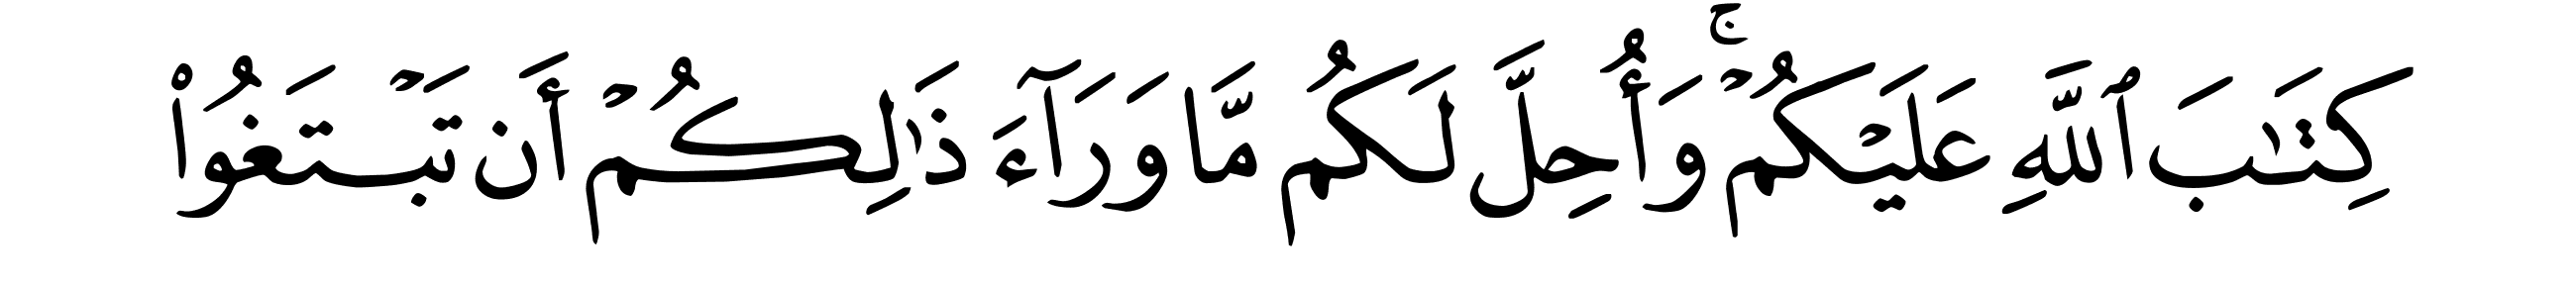 كِتَٰبَ ٱللَّهِ عَلَيْكُمْ ۚ وَأُحِلَّ لَكُم مَّا وَرَآءَ ذَٰلِكُمْ أَن تَبْتَغُوا۟